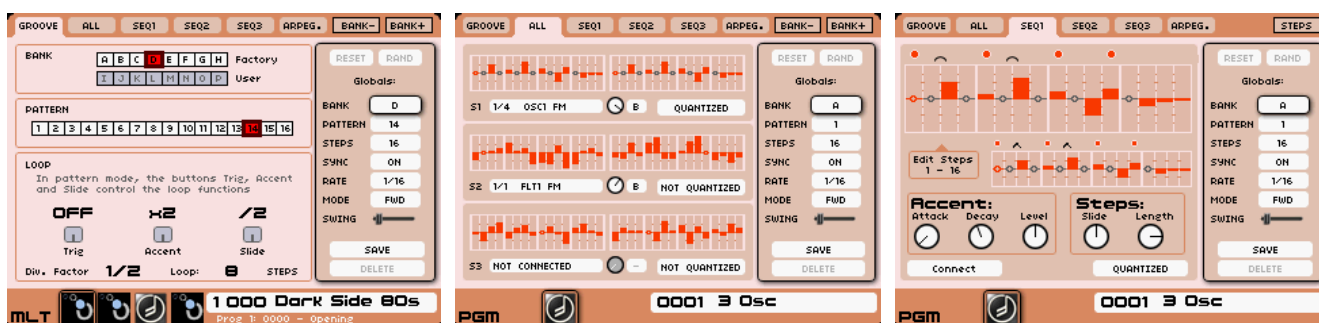 GROOVE ALL SEQ1 SEQ2 SEQ3 ARPEG. BANK- BANK+
BANK
A B C D E F G H Factory
I J K L M N O P User
PATTERN
1 2 3 4 5 6 7 8 9 10 11 12 13 14 15 16
LOOP
In pattern mode, the buttons Trig, Accent
and Slide control the loop functions
OFF x2 /2
Trig Accent Slide
Div. Factor 1/2 Loop: 8 STEPS
RESET RAND
Globals:
BANK D
PATTERN 14
STEPS 16
SYNC ON
RATE 1/16
MODE FWD
SWING
SAVE
DELETE
MLT 1 000 Dark Side 80s
Prog 1: 0000 - Opening
GROOVE ALL SEQ1 SEQ2 SEQ3 ARPEG. BANK- BANK+
S1 1/4 OSC1 FM B QUANTIZED
S2 1/1 FLT1 FM B NOT QUANTIZED
S3 NOT CONNECTED - NOT QUANTIZED
RESET RAND
Globals:
BANK A
PATTERN 1
STEPS 16
SYNC ON
RATE 1/16
MODE FWD
SWING
SAVE
DELETE
PGM 0001 3 Osc
GROOVE ALL SEQ1 SEQ2 SEQ3 ARPEG. STEPS
Edit Steps
1 - 16
Accent:
Attack Decay Level
Steps:
Slide Length
Connect QUANTIZED
RESET RAND
Globals:
BANK A
PATTERN 1
STEPS 16
SYNC ON
RATE 1/16
MODE FWD
SWING
SAVE
DELETE
PGM 0001 3 Osc